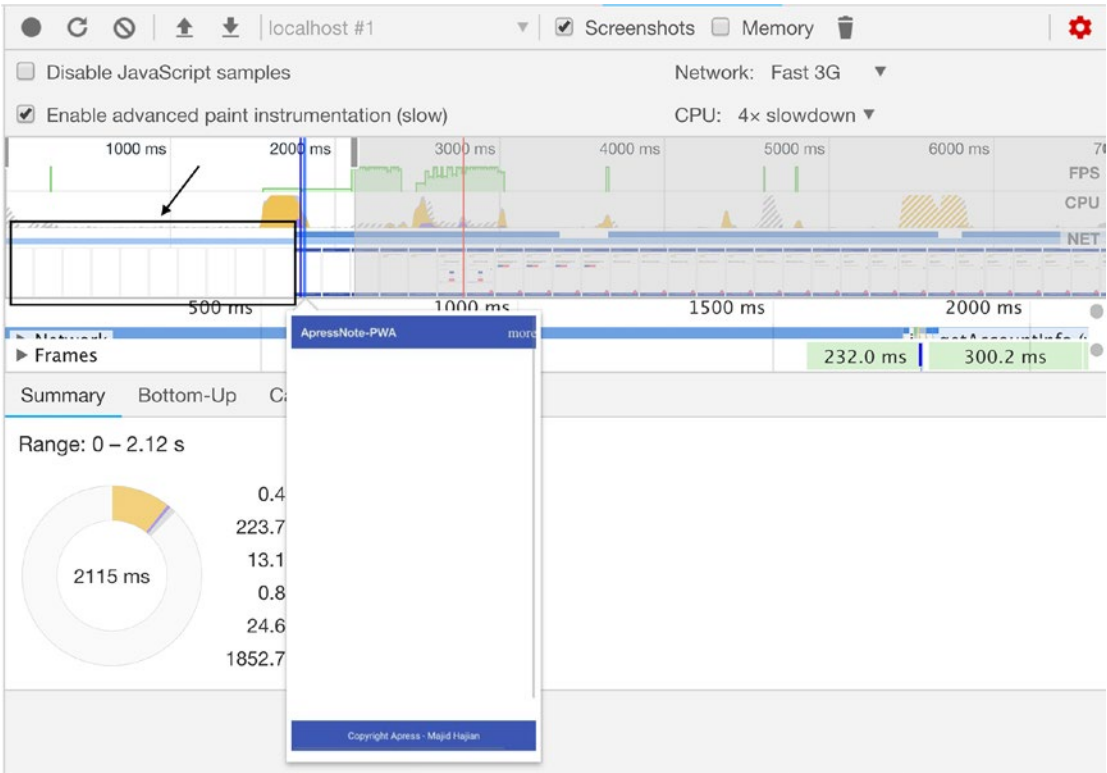 localhost #1 Screenshots Memory
Disable JavaScript samples Network: Fast 3G
Enable advanced paint instrumentation (slow) CPU: 4× slowdown
1000 ms 2000 ms 3000 ms 4000 ms 5000 ms 6000 ms
FPS
CPU
NET
500 ms 1000 ms 1500 ms 2000 ms
Network getAccountInfo
Frames 232.0 ms 300.2 ms
ApressNote-PWA more
Summary Bottom-Up
Range: 0 – 2.12 s
0.4
223.7
13.1
2115 ms
0.8
24.6
1852.7
Copyright Apress - Majid Hajian